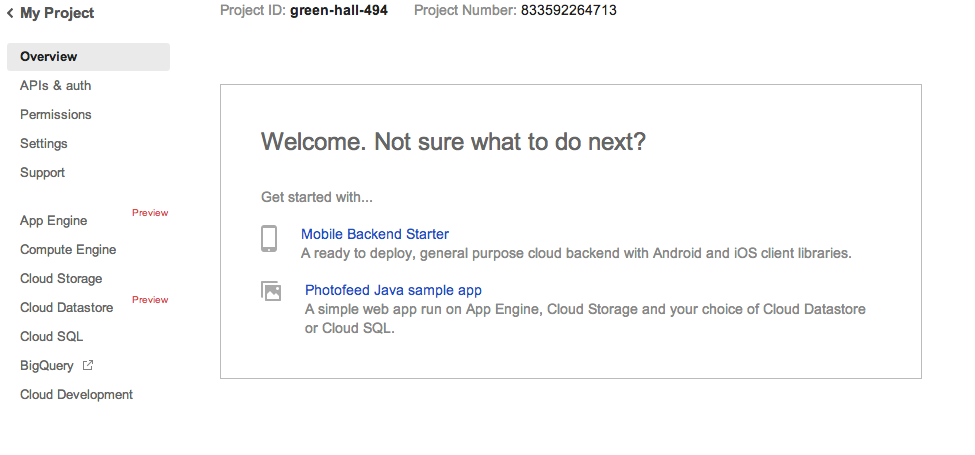 My Project
Project ID: green-hall-494 Project Number: 833592264713
Overview
APIs & auth
Permissions
Settings
Support
App Engine Preview
Compute Engine
Cloud Storage
Cloud Datastore Preview
Cloud SQL
BigQuery
Cloud Development
Welcome. Not sure what to do next?
Get started with...
Mobile Backend Starter
A ready to deploy, general purpose cloud backend with Android and iOS client libraries.
Photofeed Java sample app
A simple web app run on App Engine, Cloud Storage and your choice of Cloud Datastore
or Cloud SQL.